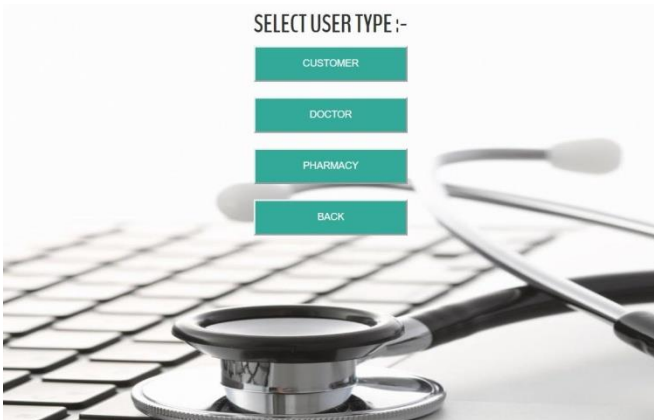 SELECT USER TYPE :-
CUSTOMER
DOCTOR
PHARMACY
BACK